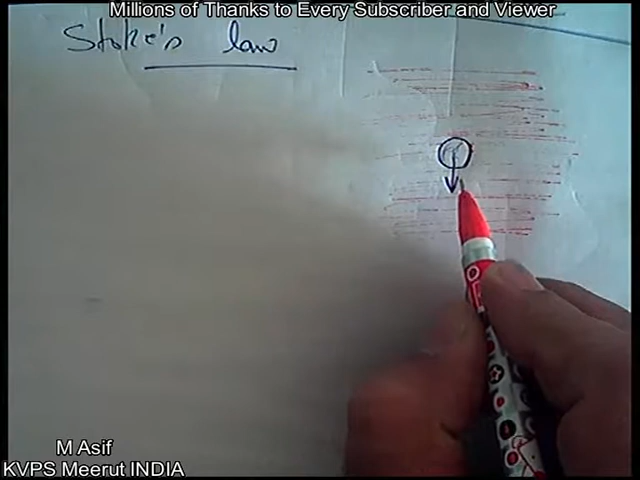 Millions of Thanks to Every Subscriber and Viewer
Stoke's law
M Asif
KVPS Meerut INDIA